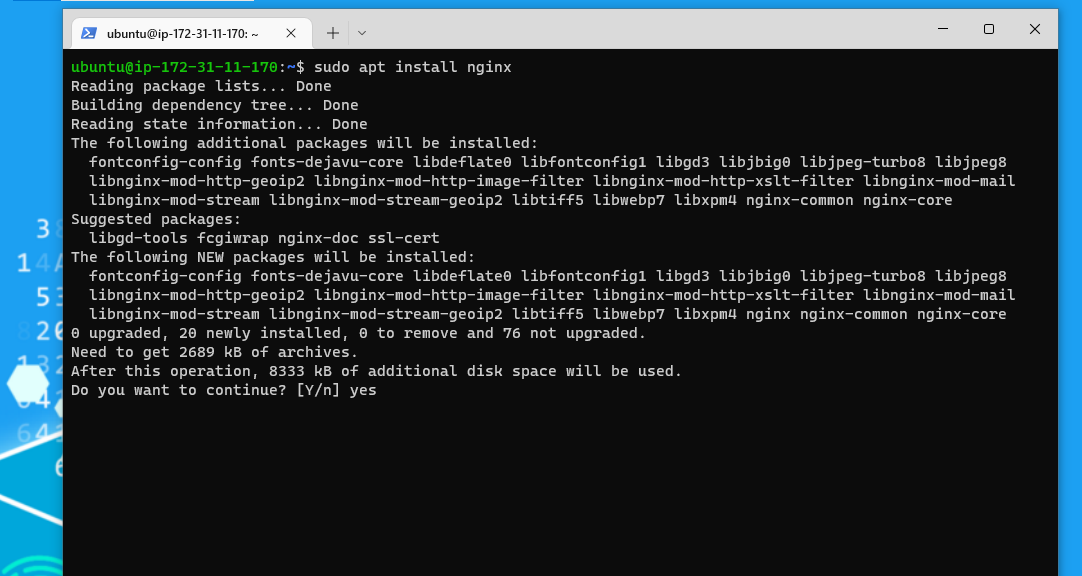 ubuntu@ip-172-31-11-170: ~
ubuntu@ip-172-31-11-170:~$ sudo apt install nginx
Reading package lists... Done
Building dependency tree... Done
Reading state information... Done
The following additional packages will be installed:
  fontconfig-config fonts-dejavu-core libdeflate0 libfontconfig1 libgd3 libjbig0 libjpeg-turbo8 libjpeg8
  libnginx-mod-http-geoip2 libnginx-mod-http-image-filter libnginx-mod-http-xslt-filter libnginx-mod-mail
  libnginx-mod-stream libnginx-mod-stream-geoip2 libtiff5 libwebp7 libxpm4 nginx-common nginx-core
Suggested packages:
  libgd-tools fcgiwrap nginx-doc ssl-cert
The following NEW packages will be installed:
  fontconfig-config fonts-dejavu-core libdeflate0 libfontconfig1 libgd3 libjbig0 libjpeg-turbo8 libjpeg8
  libnginx-mod-http-geoip2 libnginx-mod-http-image-filter libnginx-mod-http-xslt-filter libnginx-mod-mail
  libnginx-mod-stream libnginx-mod-stream-geoip2 libtiff5 libwebp7 libxpm4 nginx nginx-common nginx-core
0 upgraded, 20 newly installed, 0 to remove and 76 not upgraded.
Need to get 2689 kB of archives.
After this operation, 8333 kB of additional disk space will be used.
Do you want to continue? [Y/n] yes